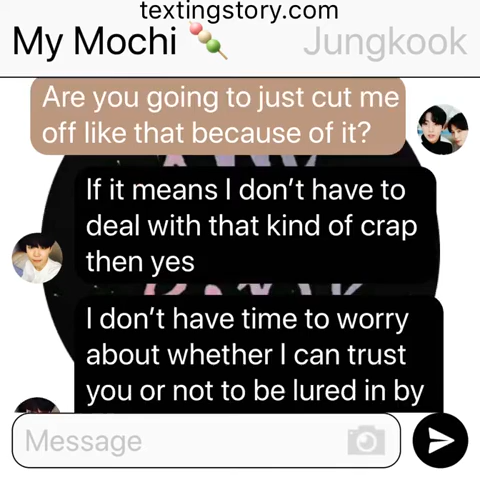 textingstory.com
My Mochi 🍡 Jungkook
Are you going to just cut me
off like that because of it?
If it means I don't have to
deal with that kind of crap
then yes
I don't have time to worry
about whether I can trust
you or not to be lured in by
Message